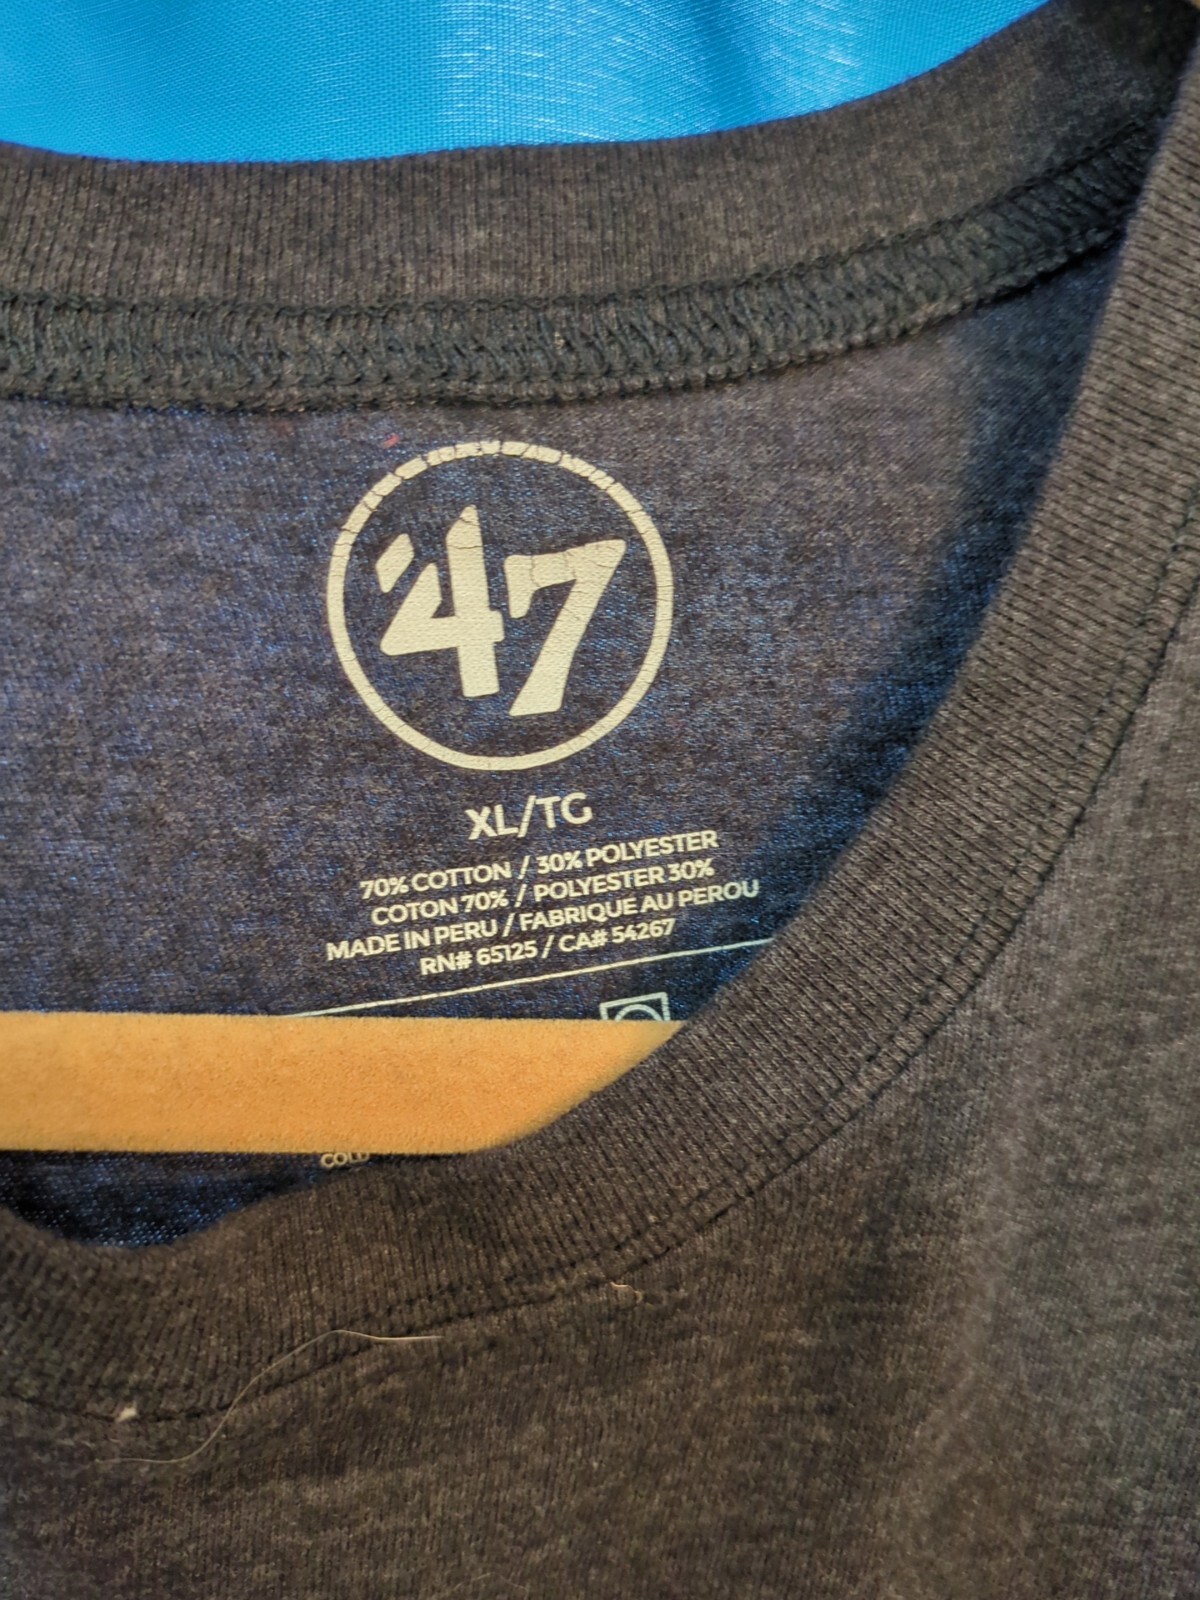 '47
XL/TG
70% COTTON / 30% POLYESTER
COTON 70% / POLYESTER 30%
MADE IN PERU / FABRIQUE AU PEROU
RN# 65125 / CA# 54267
COLD